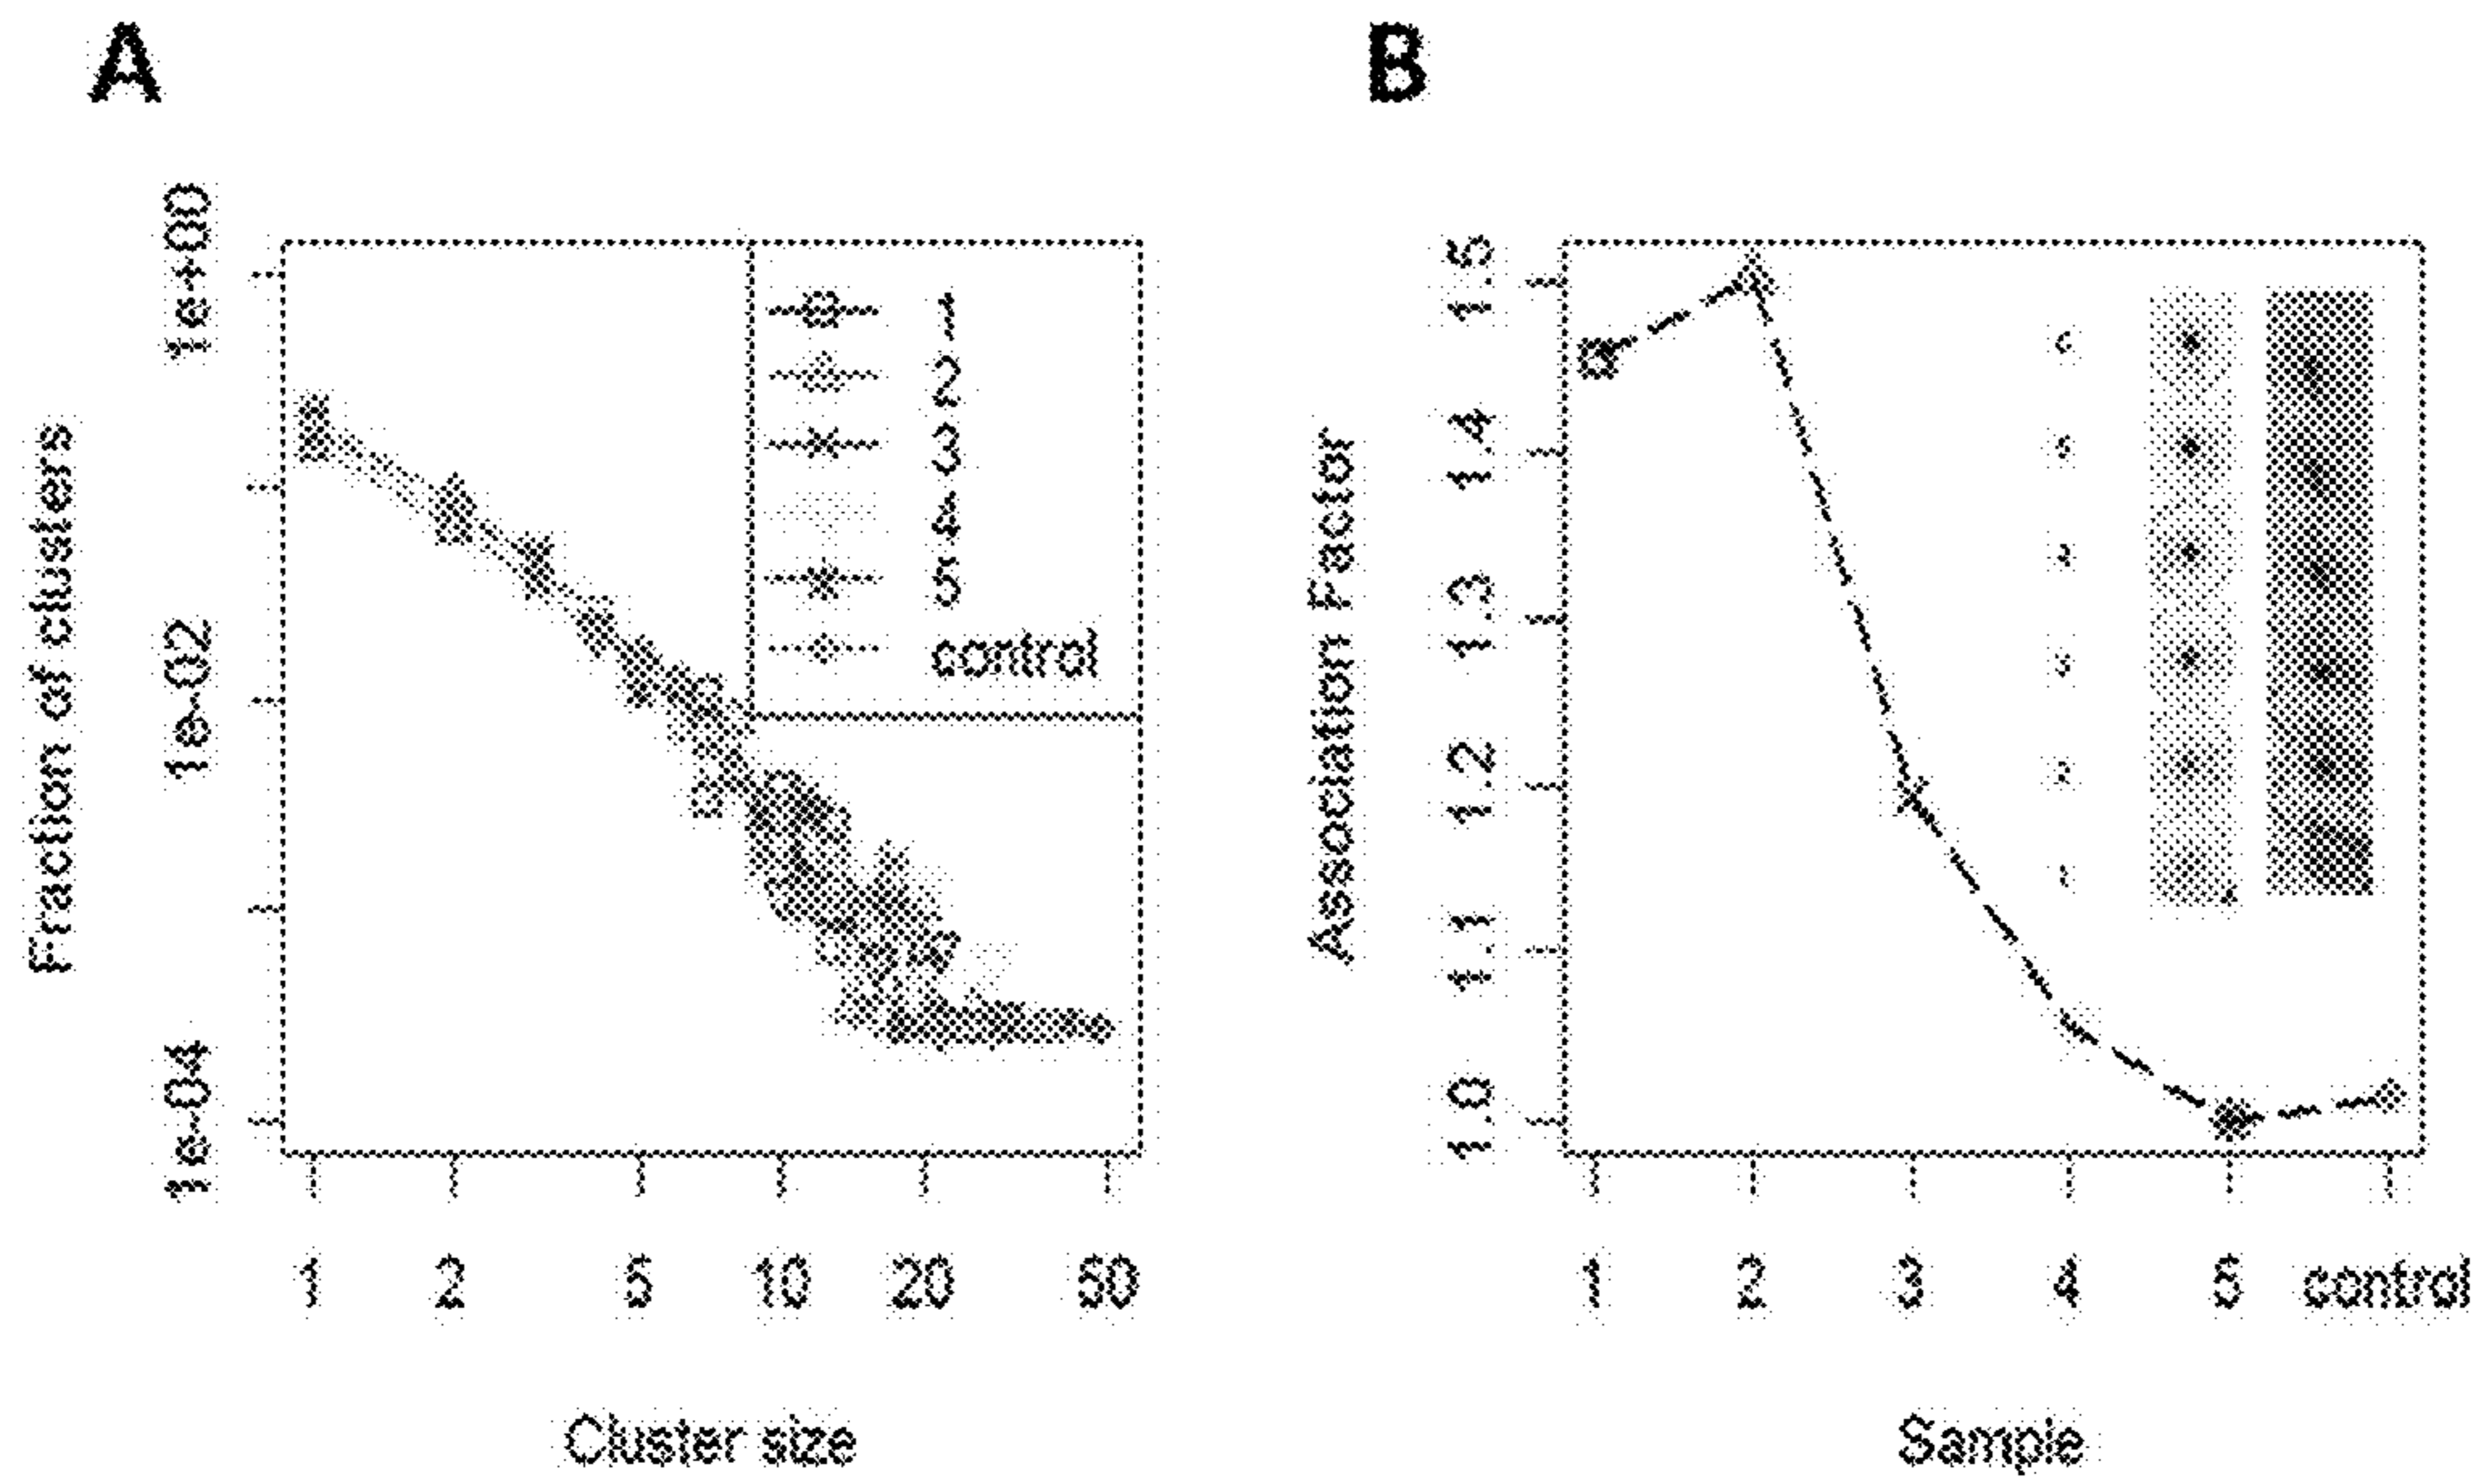 A
B
Fraction of clusters
1e+00
1e-02
1e-04
1
2
3
4
5
control
1 2 5 10 20 50
Cluster size
Association Factor
1.5
1.4
1.3
1.2
1.1
1.0
1 2 3 4 5 control
Sample